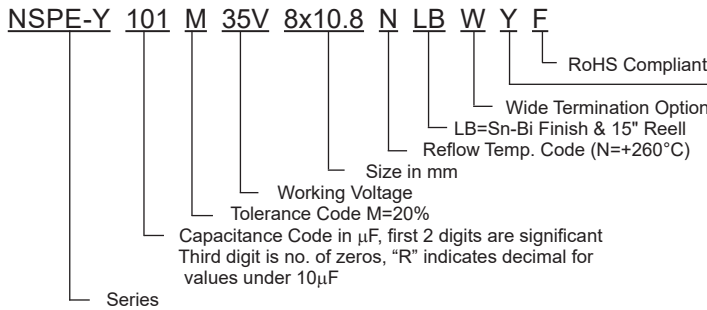 NSPE-Y 101 M 35V 8x10.8 N LB W Y F
RoHS Compliant
Wide Termination Option
LB=Sn-Bi Finish & 15" Reell
Reflow Temp. Code (N=+260°C)
Size in mm
Working Voltage
Tolerance Code M=20%
Capacitance Code in μF, first 2 digits are significant
Third digit is no. of zeros, “R” indicates decimal for
values under 10μF
Series